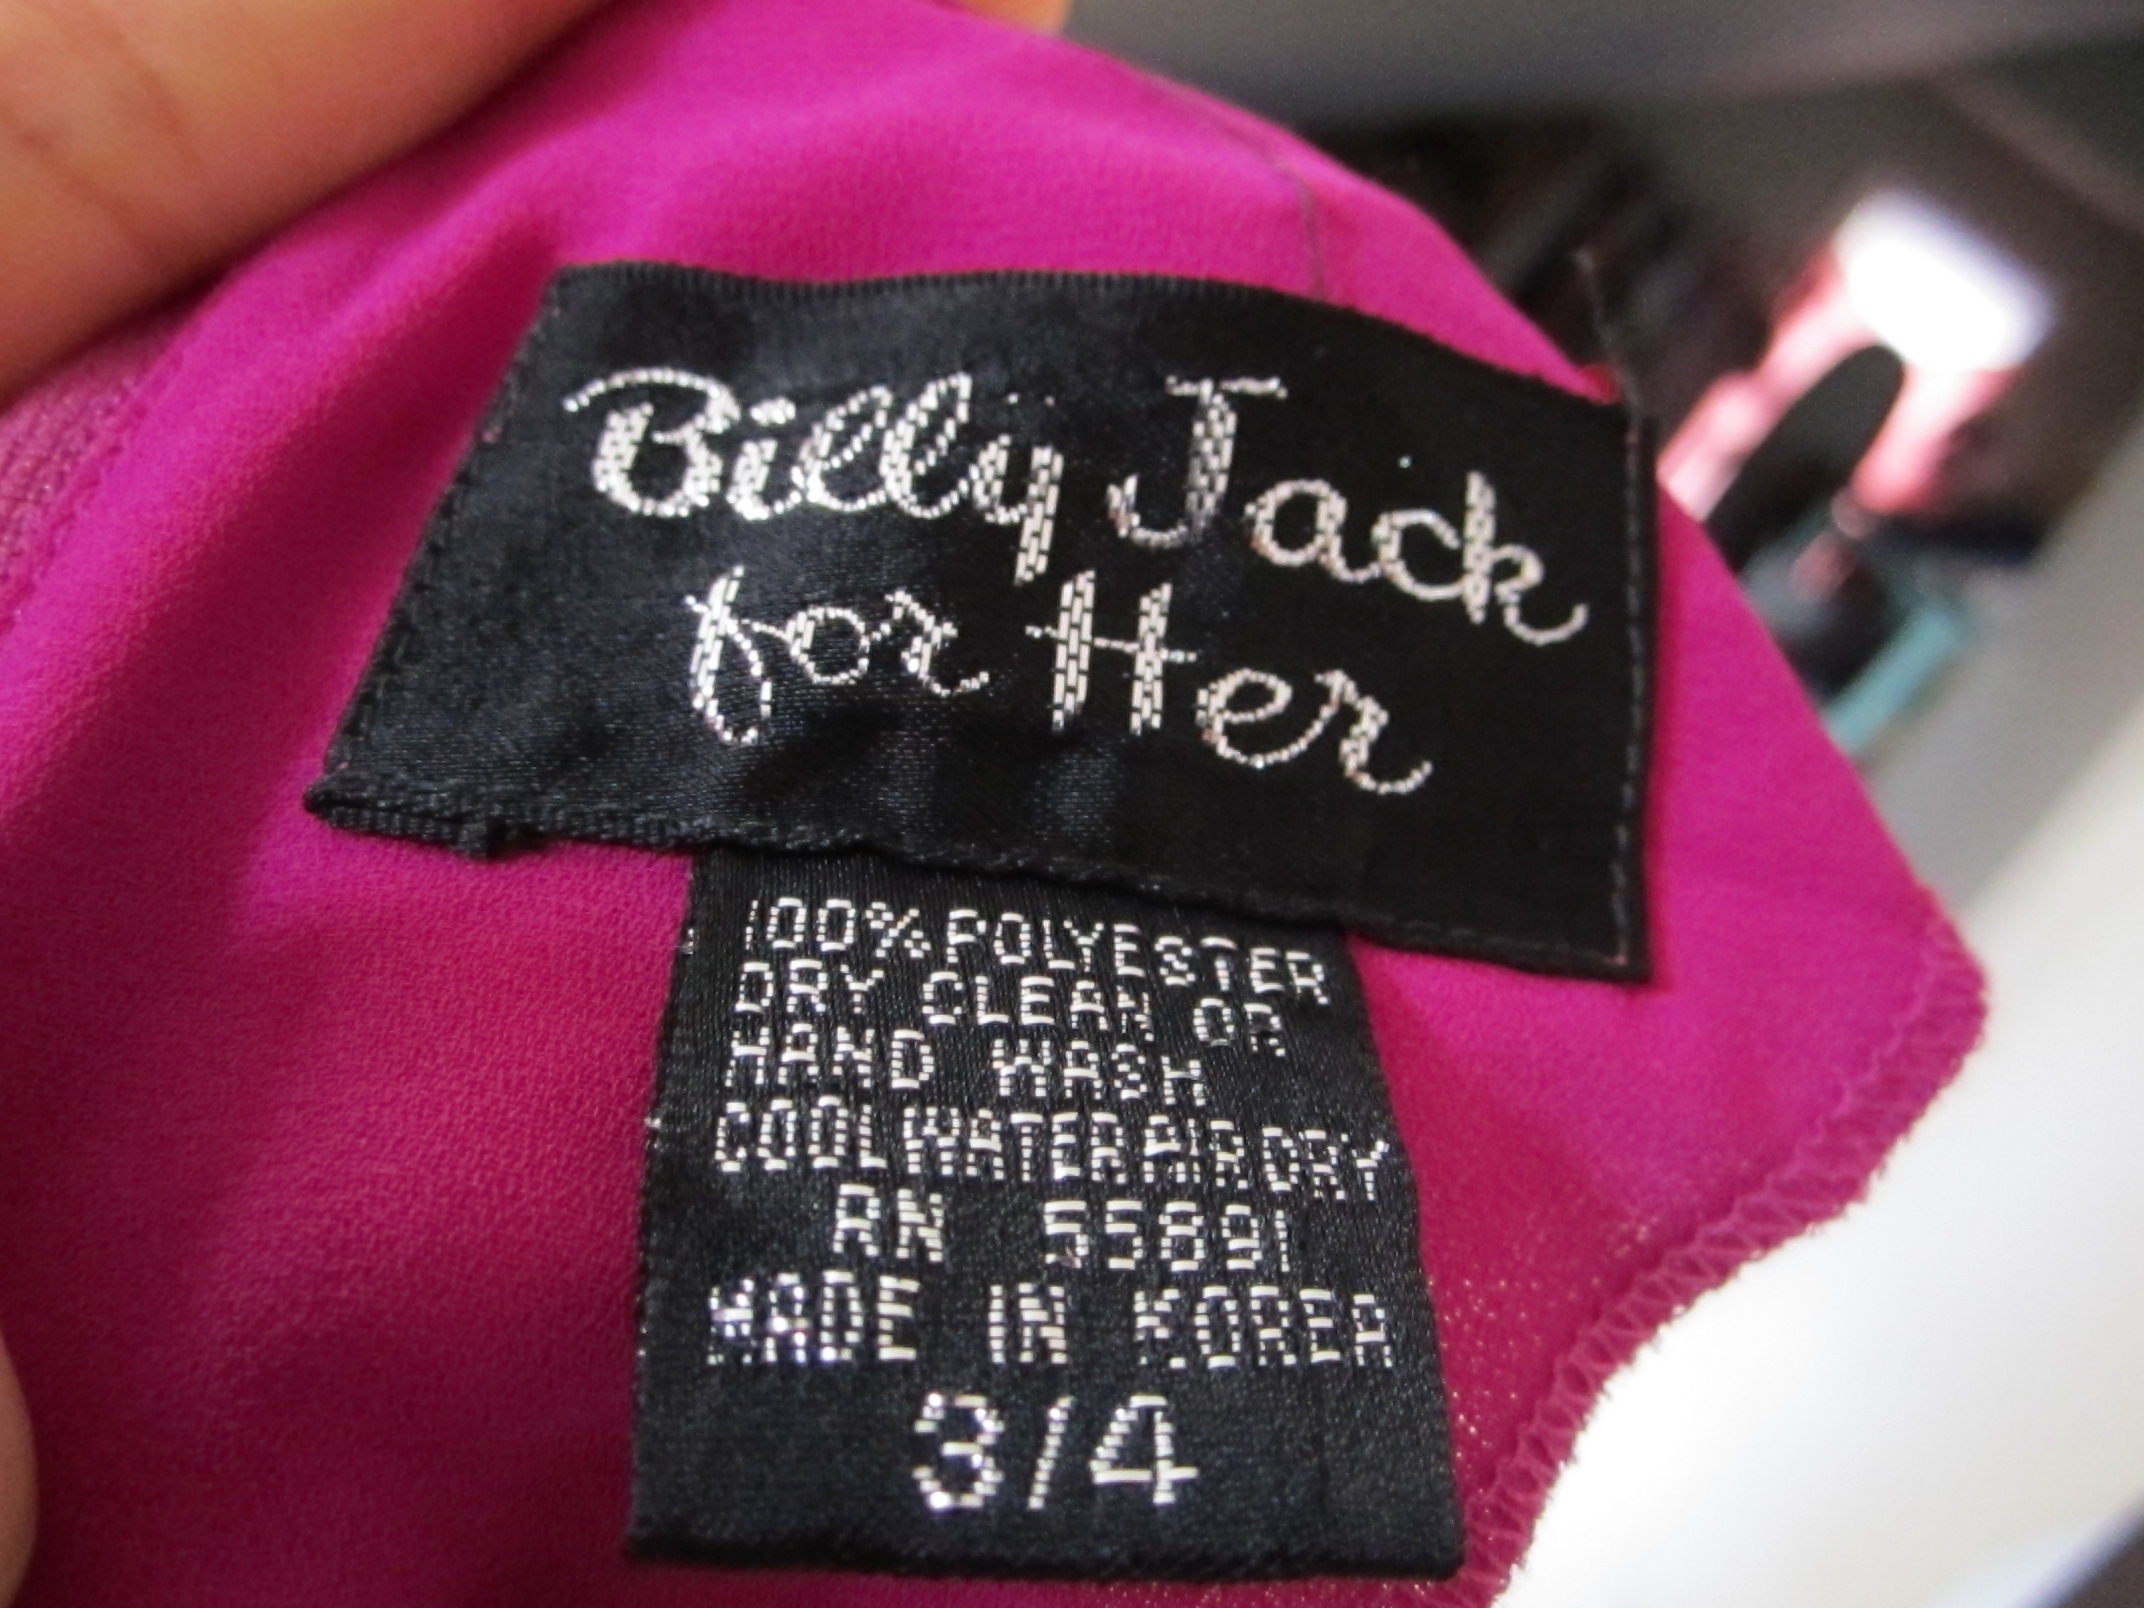 Billy Jack
for Her
100% POLYESTER
DRY CLEAN OR
HAND WASH
COOL WATER AIR DRY
RN 55891
MADE IN KOREA
3/4